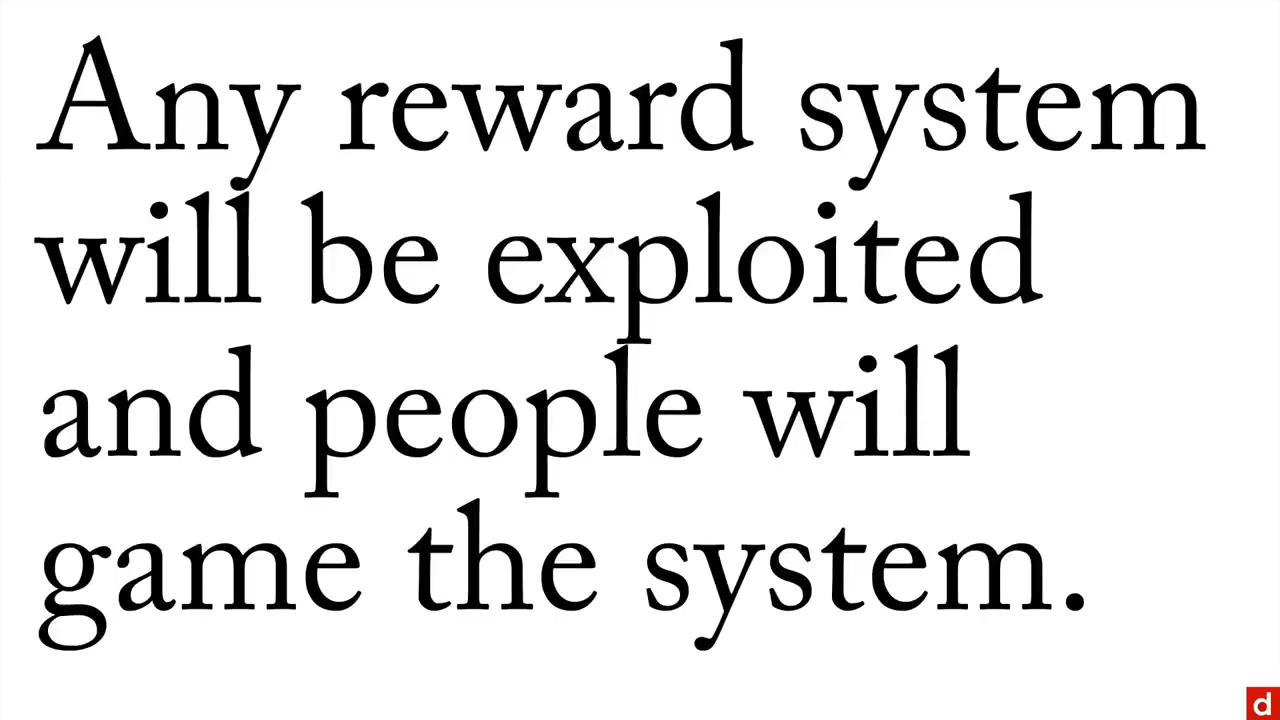 Any reward system
will be exploited
and people will
game the system.
d